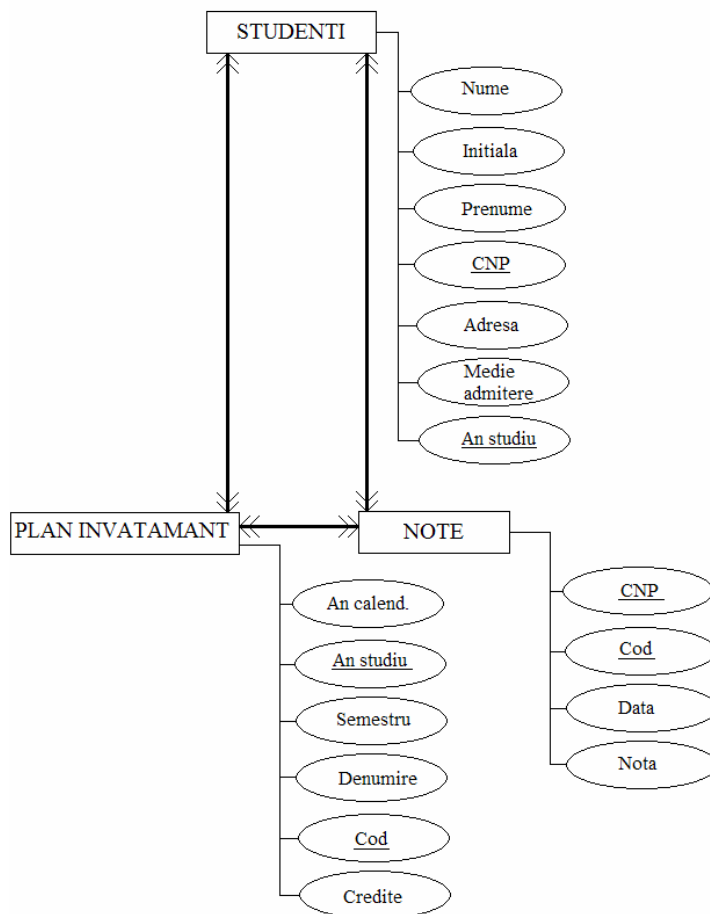 STUDENTI
Nume
Initiala
Prenume
CNP
Adresa
Medie
admitere
An studiu
PLAN INVATAMANT
An calend.
An studiu
Semestru
Denumire
Cod
Credite
NOTE
CNP
Cod
Data
Nota